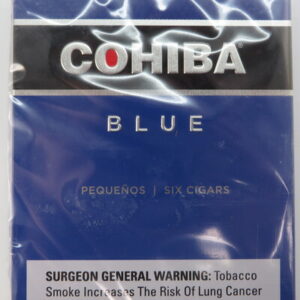 COHIBA
BLUE
PEQUEÑOS | SIX CIGARS
SURGEON GENERAL WARNING: Tobacco
Smoke Increases The Risk Of Lung Cancer